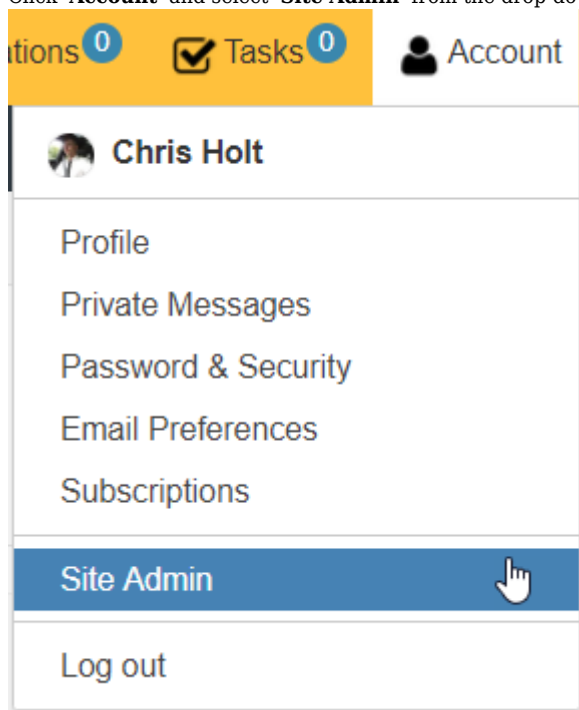 Click 'Account' and select 'Site Admin' from the drop do
tions 0 Tasks 0 Account
Chris Holt
Profile
Private Messages
Password & Security
Email Preferences
Subscriptions
Site Admin
Log out